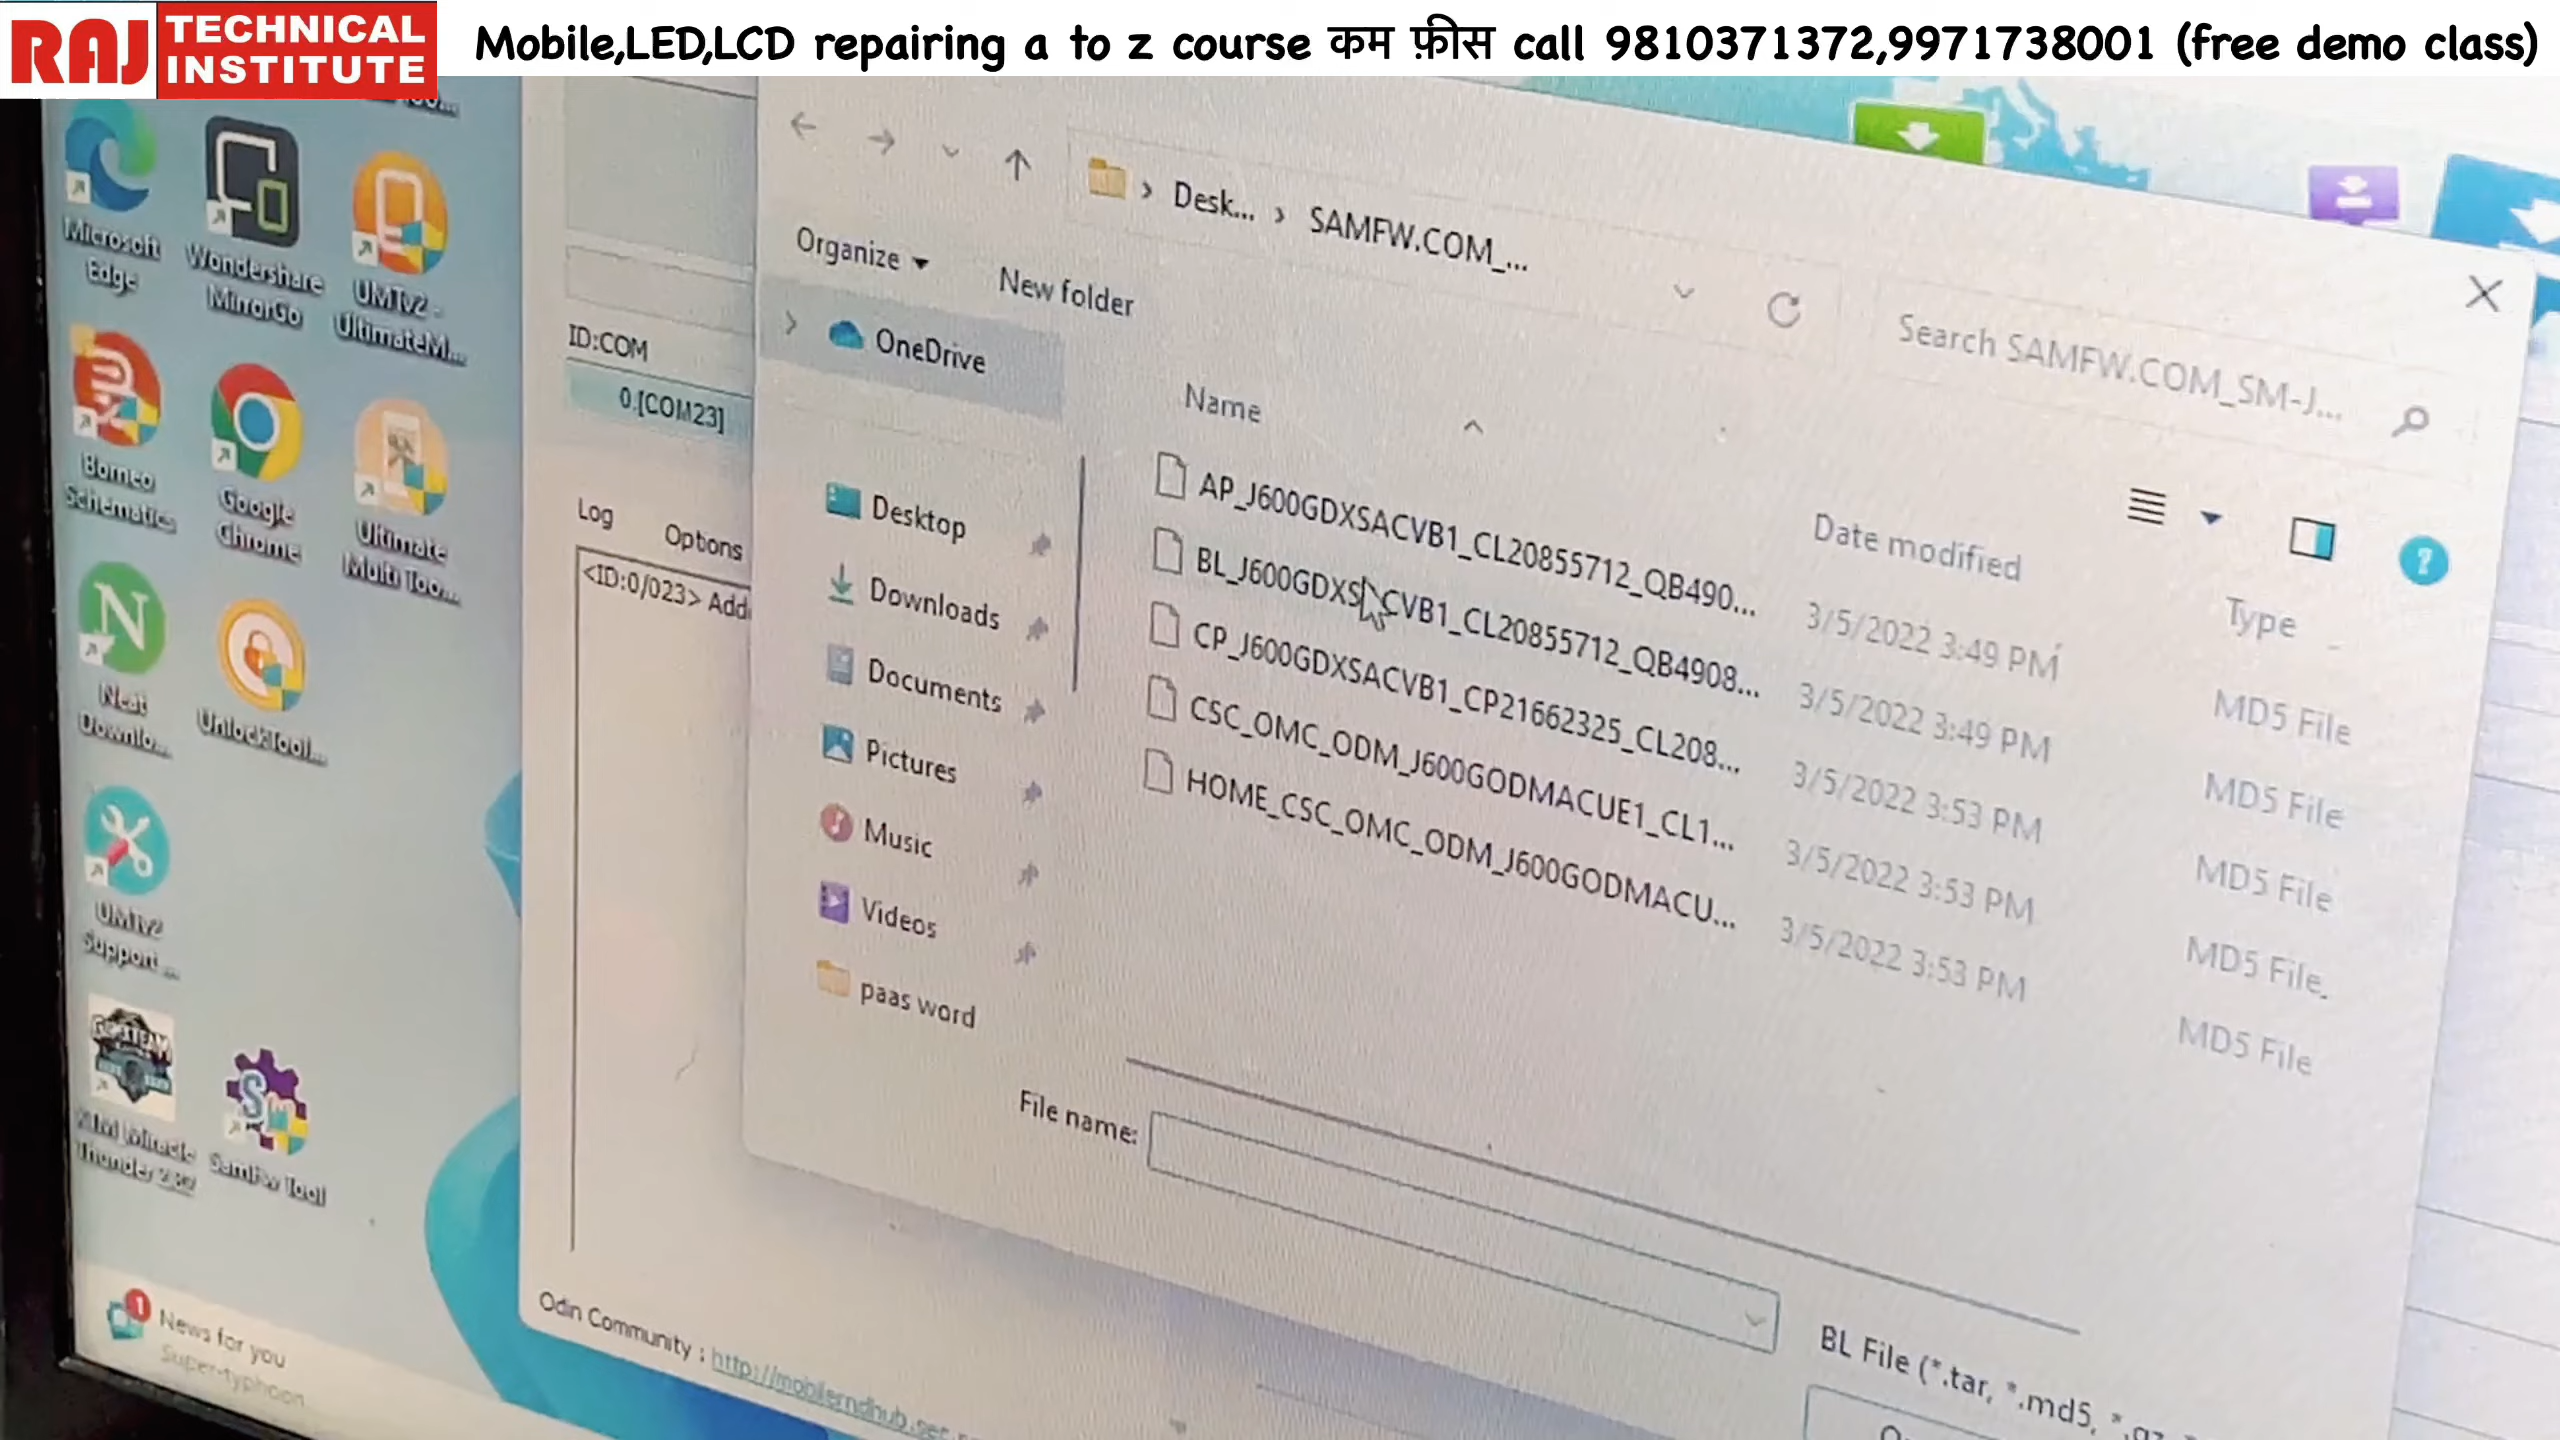 RAJ TECHNICAL INSTITUTE
Mobile,LED,LCD repairing a to z course कम फ़ीस call 9810371372,9971738001 (free demo class)
Microsoft Edge
Wondershare MirrorGo
UMTv2 - UltimateM...
Borneo Schematics
Google Chrome
Ultimate Multi Too...
Neat Downlo...
UnlockTool...
UMTv2 Support ...
Thunder
SamFw Tool
News for you
Super-typhoon
ID:COM
0.[COM23]
Log
Options
<ID:0/023> Add
Odin Community :
Desk...
SAMFW.COM_...
Search SAMFW.COM_SM-J...
Organize
New folder
OneDrive
Desktop
Downloads
Documents
Pictures
Music
Videos
paas word
Name
Date modified
Type
AP_J600GDXSACVB1_CL20855712_QB490...
3/5/2022 3:49 PM
MD5 File
BL_J600GDXS CVB1_CL20855712_QB4908...
3/5/2022 3:49 PM
MD5 File
CP_J600GDXSACVB1_CP21662325_CL208...
3/5/2022 3:53 PM
MD5 File
CSC_OMC_ODM_J600GODMACUE1_CL1...
3/5/2022 3:53 PM
MD5 File
HOME_CSC_OMC_ODM_J600GODMACU...
3/5/2022 3:53 PM
MD5 File
File name:
BL File (*.tar, *.md5,